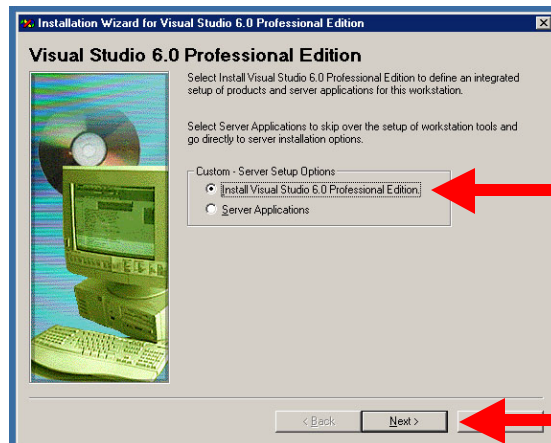 Installation Wizard for Visual Studio 6.0 Professional Edition
Visual Studio 6.0 Professional Edition
Select Install Visual Studio 6.0 Professional Edition to define an integrated
setup of products and server applications for this workstation.
Select Server Applications to skip over the setup of workstation tools and
go directly to server installation options.
Custom - Server Setup Options
Install Visual Studio 6.0 Professional Edition.
Server Applications
< Back
Next >